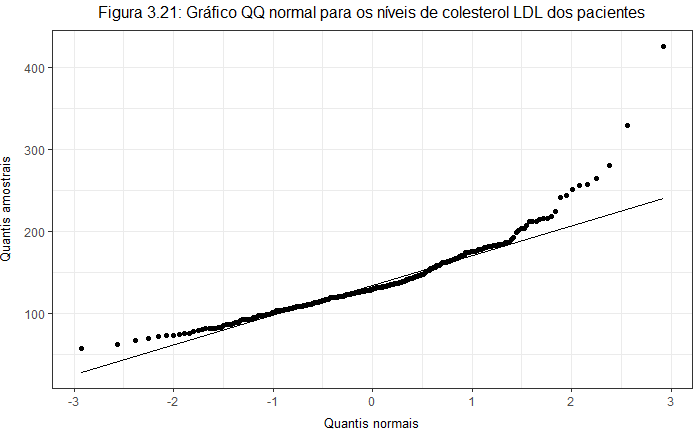 Figura 3.21: Gráfico QQ normal para os níveis de colesterol LDL dos pacientes
Quantis amostrais
400
300
200
100
-3 -2 -1 0 1 2 3
Quantis normais